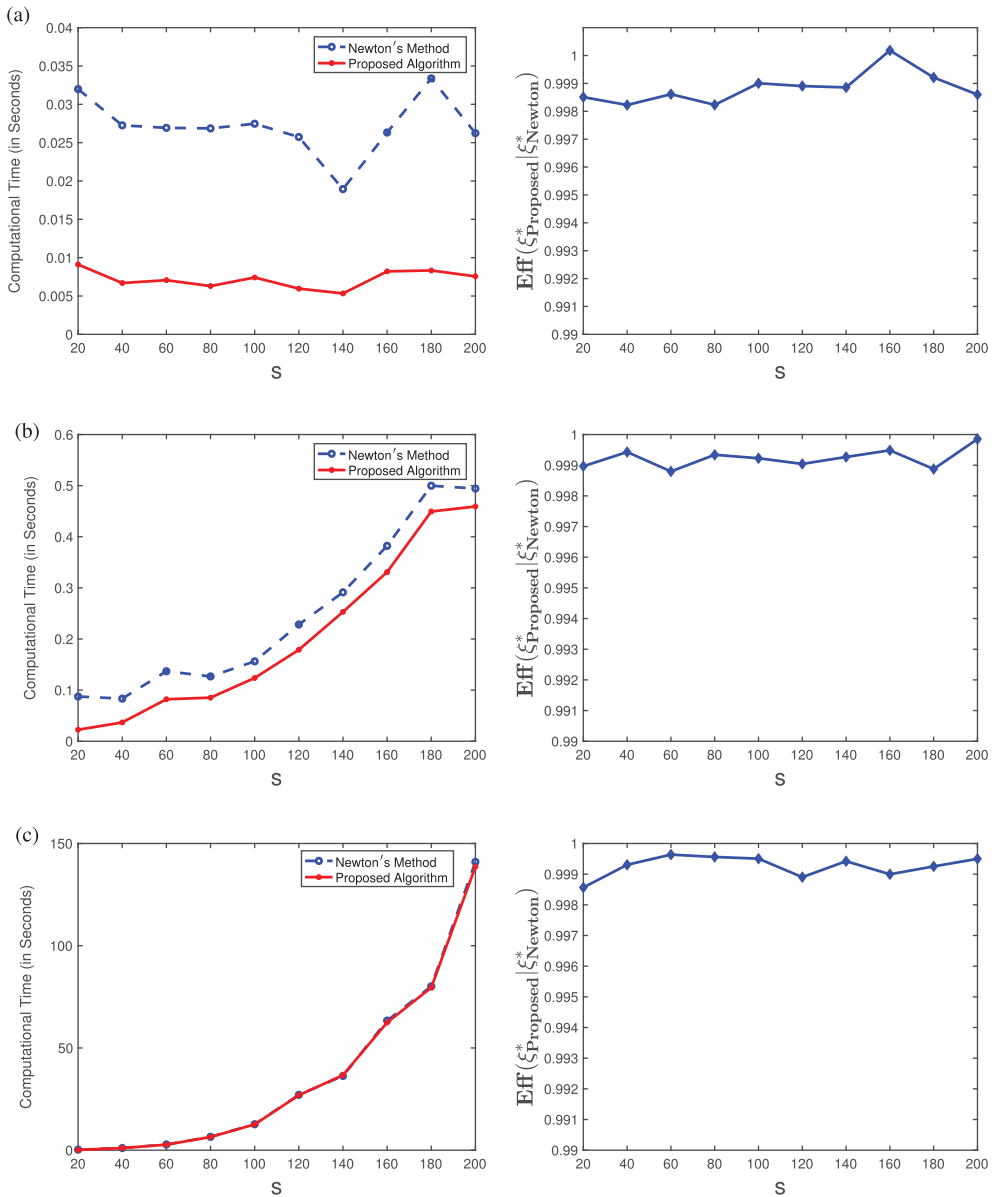 (a)
0.04
0.035
0.03
0.025
0.02
0.015
0.01
0.005
0
Computational Time (in Seconds)
Newton's Method
Proposed Algorithm
20 40 60 80 100 120 140 160 180 200
S
1
0.999
0.998
0.997
0.996
0.995
0.994
0.993
0.992
0.991
0.99
Eff(ξ*Proposed|ξ*Newton)
20 40 60 80 100 120 140 160 180 200
S
(b)
0.6
0.5
0.4
0.3
0.2
0.1
0
Computational Time (in Seconds)
Newton's Method
Proposed Algorithm
20 40 60 80 100 120 140 160 180 200
S
1
0.999
0.998
0.997
0.996
0.995
0.994
0.993
0.992
0.991
0.99
Eff(ξ*Proposed|ξ*Newton)
20 40 60 80 100 120 140 160 180 200
S
(c)
150
100
50
0
Computational Time (in Seconds)
Newton's Method
Proposed Algorithm
20 40 60 80 100 120 140 160 180 200
S
1
0.999
0.998
0.997
0.996
0.995
0.994
0.993
0.992
0.991
0.99
Eff(ξ*Proposed|ξ*Newton)
20 40 60 80 100 120 140 160 180 200
S